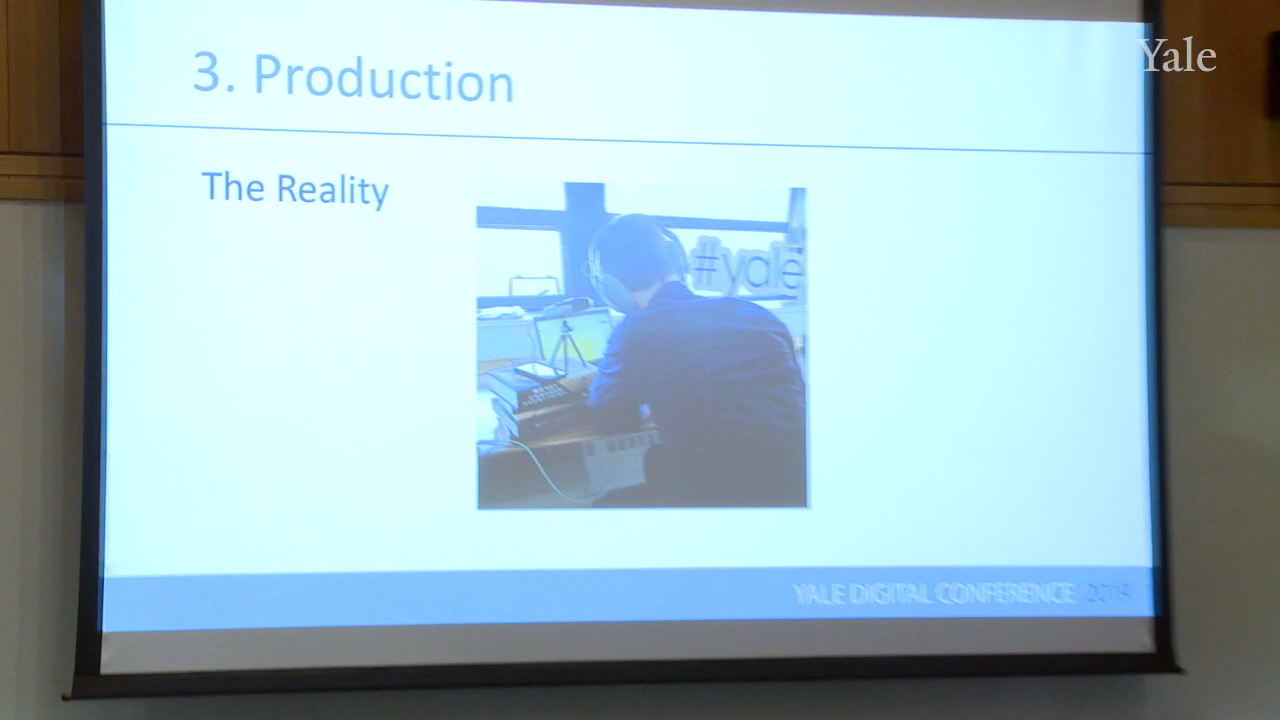 3. Production
Yale
The Reality
#yale
YALE DIGITAL CONFERENCE 2019